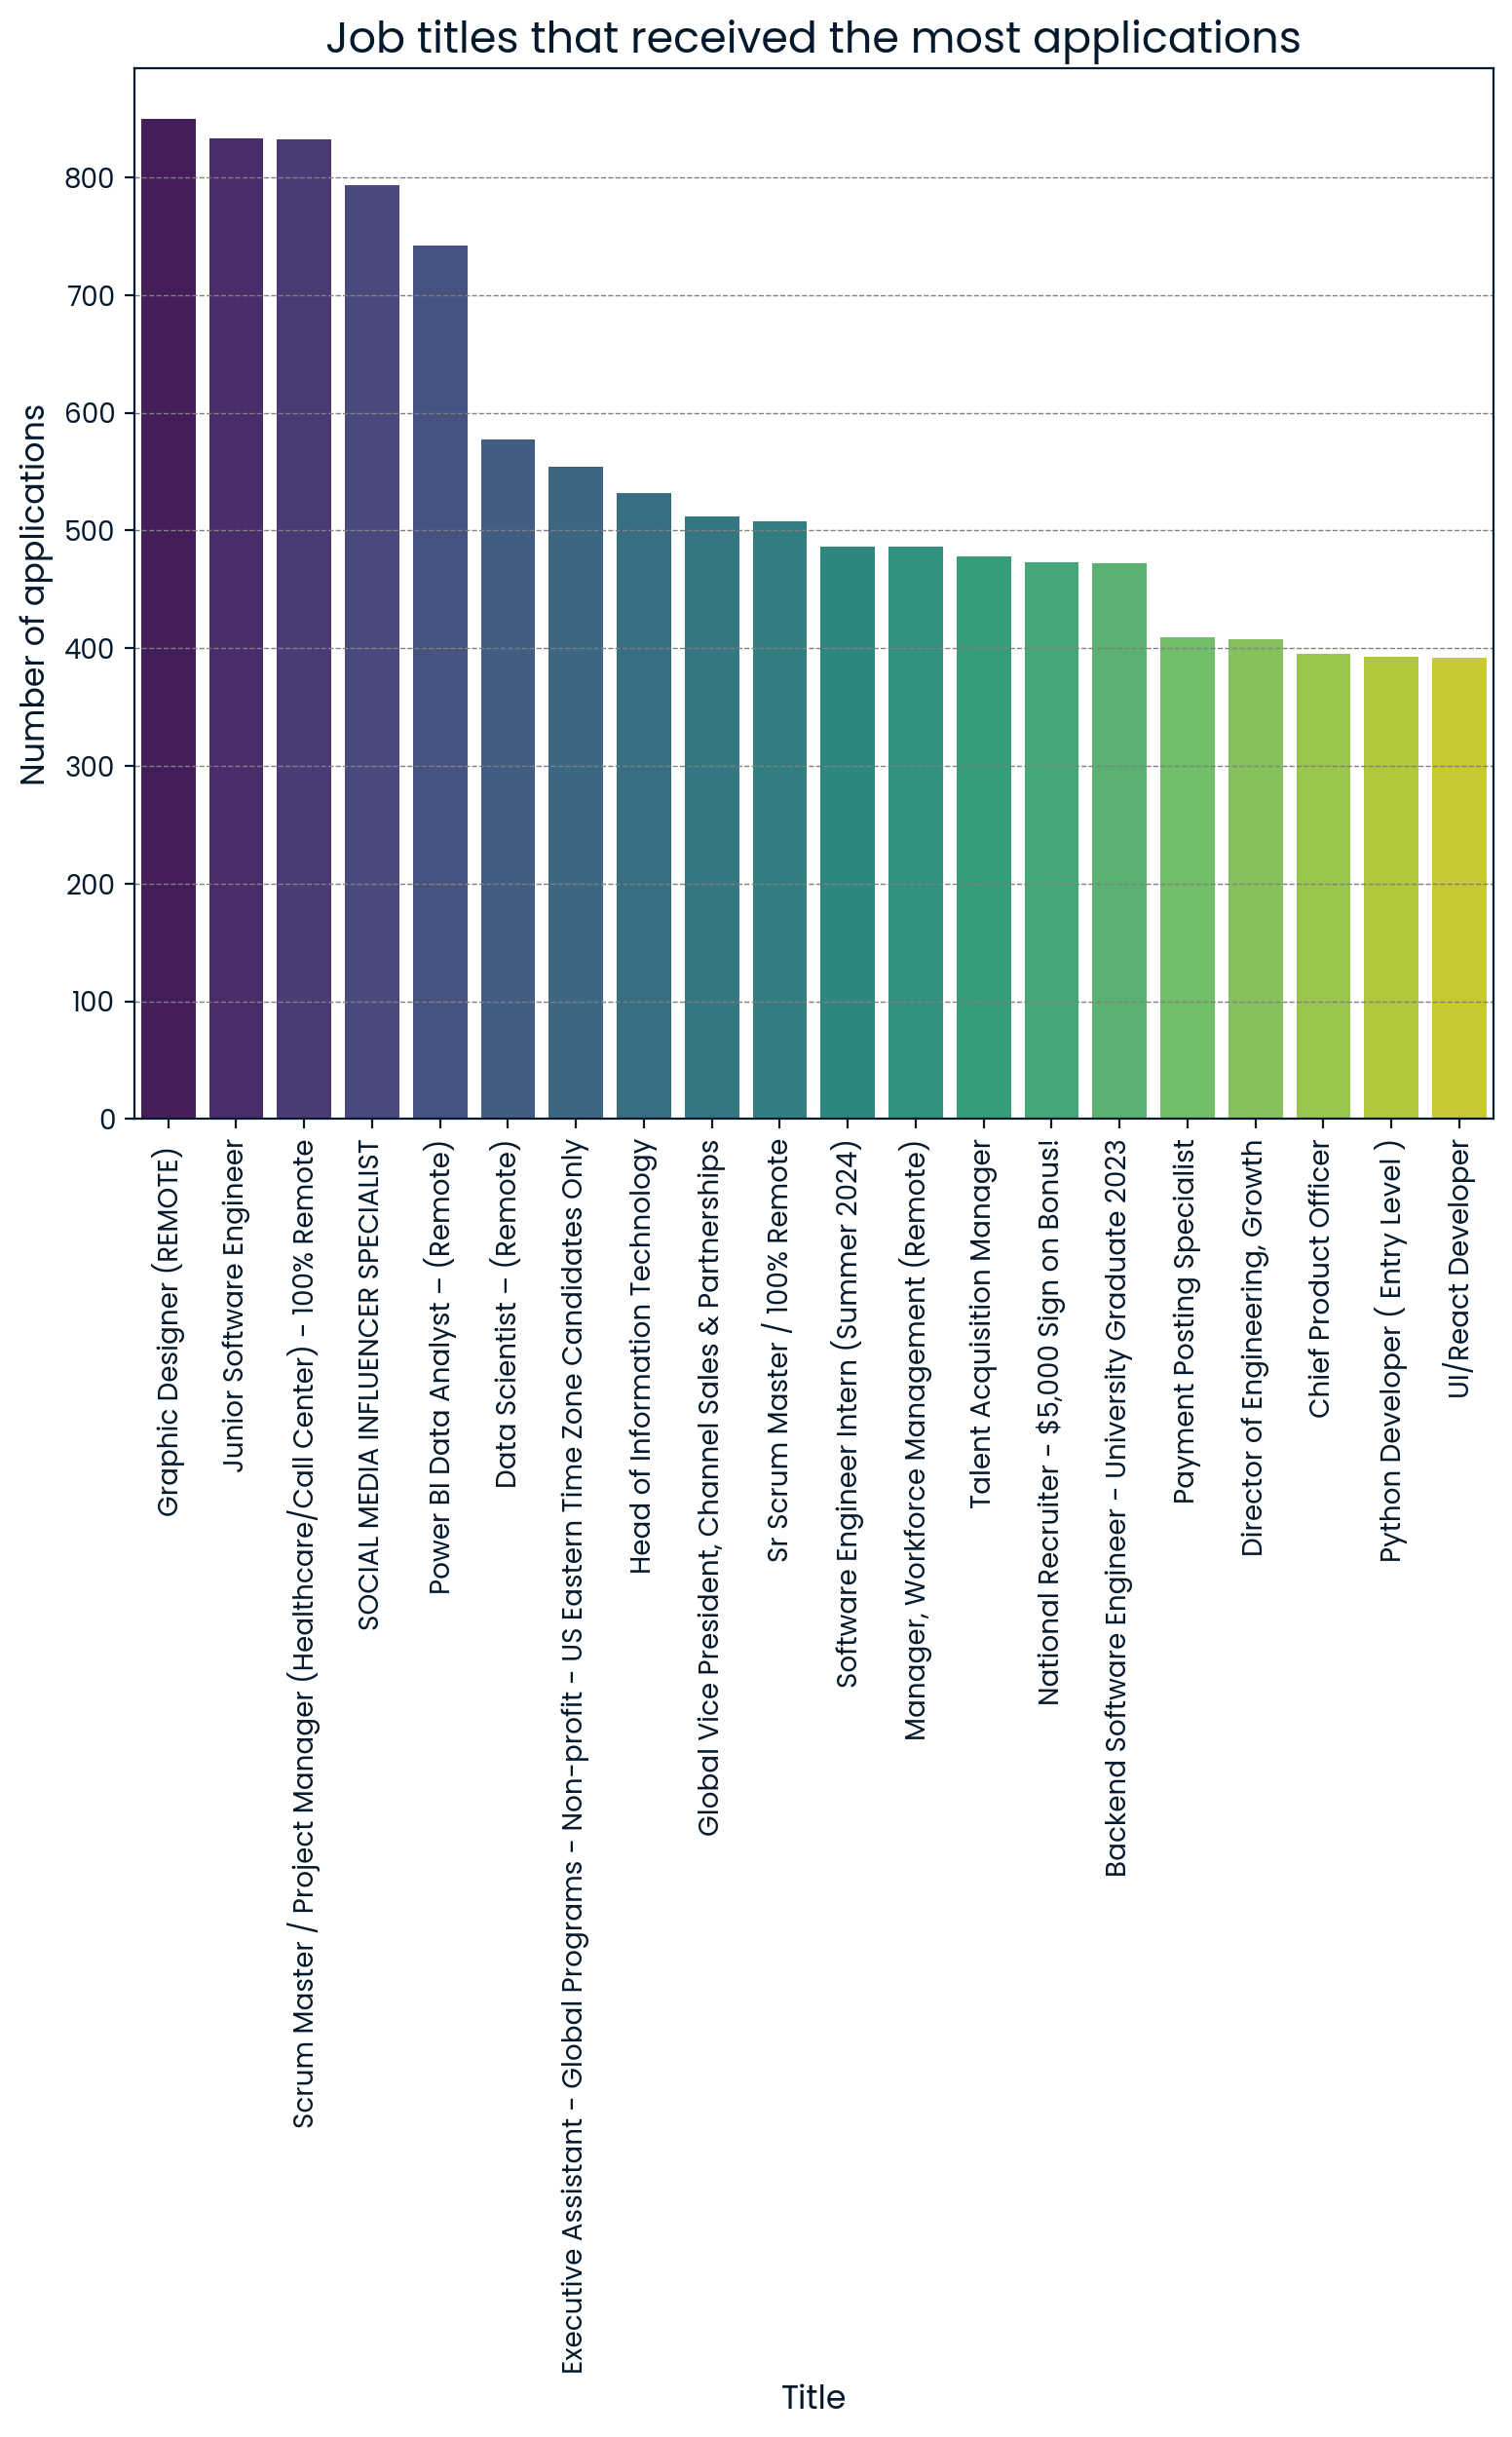 Job titles that received the most applications
Number of applications
800
700
600
500
400
300
200
100
0
Graphic Designer (REMOTE)
Junior Software Engineer
Scrum Master / Project Manager (Healthcare/Call Center) - 100% Remote
SOCIAL MEDIA INFLUENCER SPECIALIST
Power BI Data Analyst – (Remote)
Data Scientist – (Remote)
Executive Assistant - Global Programs - Non-profit - US Eastern Time Zone Candidates Only
Head of Information Technology
Global Vice President, Channel Sales & Partnerships
Sr Scrum Master / 100% Remote
Software Engineer Intern (Summer 2024)
Manager, Workforce Management (Remote)
Talent Acquisition Manager
National Recruiter - $5,000 Sign on Bonus!
Backend Software Engineer - University Graduate 2023
Payment Posting Specialist
Director of Engineering, Growth
Chief Product Officer
Python Developer ( Entry Level )
UI/React Developer
Title